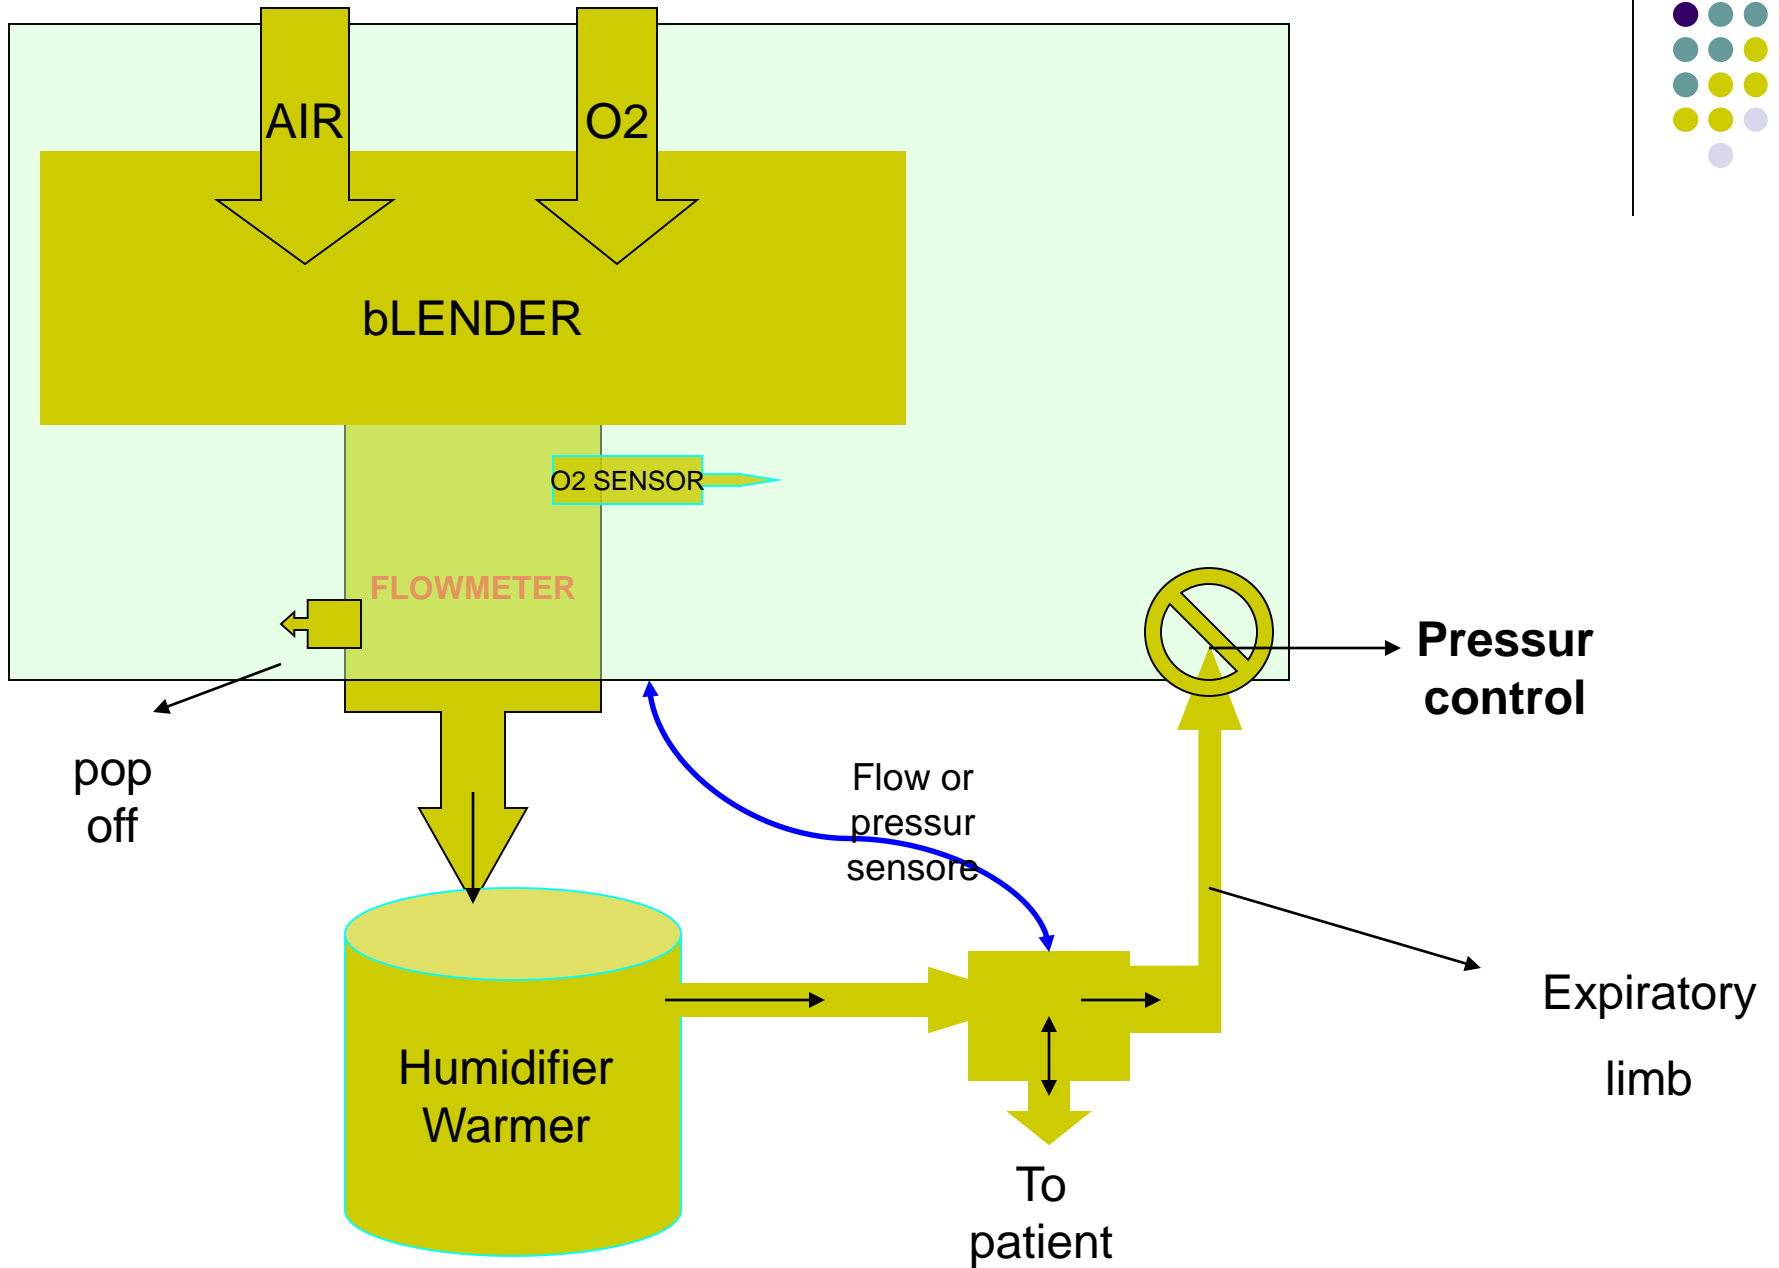 AIR
O2
bLENDER
O2 SENSOR
FLOWMETER
Pressur
control
pop
off
Flow or
pressur
sensore
Expiratory
limb
Humidifier
Warmer
To
patient